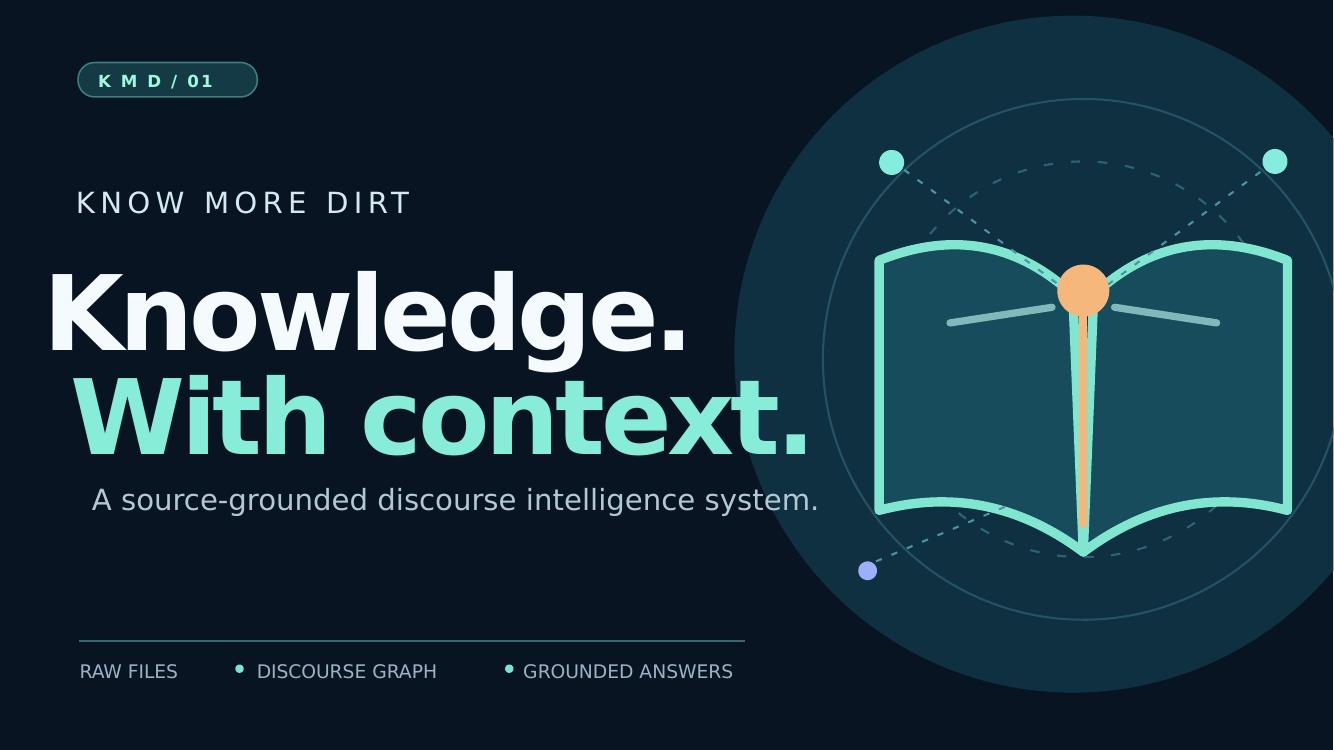 K M D / 01
KNOW MORE DIRT
Knowledge.
With context.
A source-grounded discourse intelligence system.
RAW FILES • DISCOURSE GRAPH • GROUNDED ANSWERS